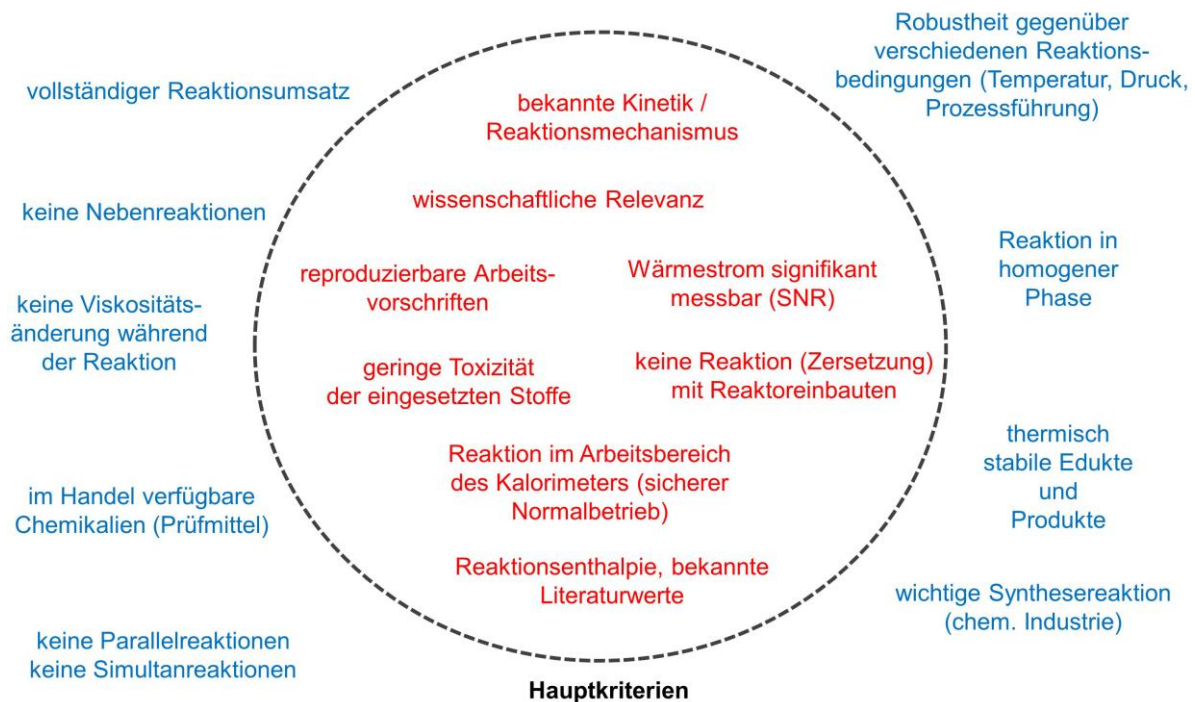 vollständiger Reaktionsumsatz
keine Nebenreaktionen
keine Viskositäts-
änderung während
der Reaktion
im Handel verfügbare
Chemikalien (Prüfmittel)
keine Parallelreaktionen
keine Simultanreaktionen
bekannte Kinetik /
Reaktionsmechanismus
wissenschaftliche Relevanz
reproduzierbare Arbeits-
vorschriften
Wärmestrom signifikant
messbar (SNR)
geringe Toxizität
der eingesetzten Stoffe
keine Reaktion (Zersetzung)
mit Reaktoreinbauten
Reaktion im Arbeitsbereich
des Kalorimeters (sicherer
Normalbetrieb)
Reaktionsenthalpie, bekannte
Literaturwerte
Robustheit gegenüber
verschiedenen Reaktions-
bedingungen (Temperatur, Druck,
Prozessführung)
Reaktion in
homogener
Phase
thermisch
stabile Edukte
und
Produkte
wichtige Synthesereaktion
(chem. Industrie)
Hauptkriterien